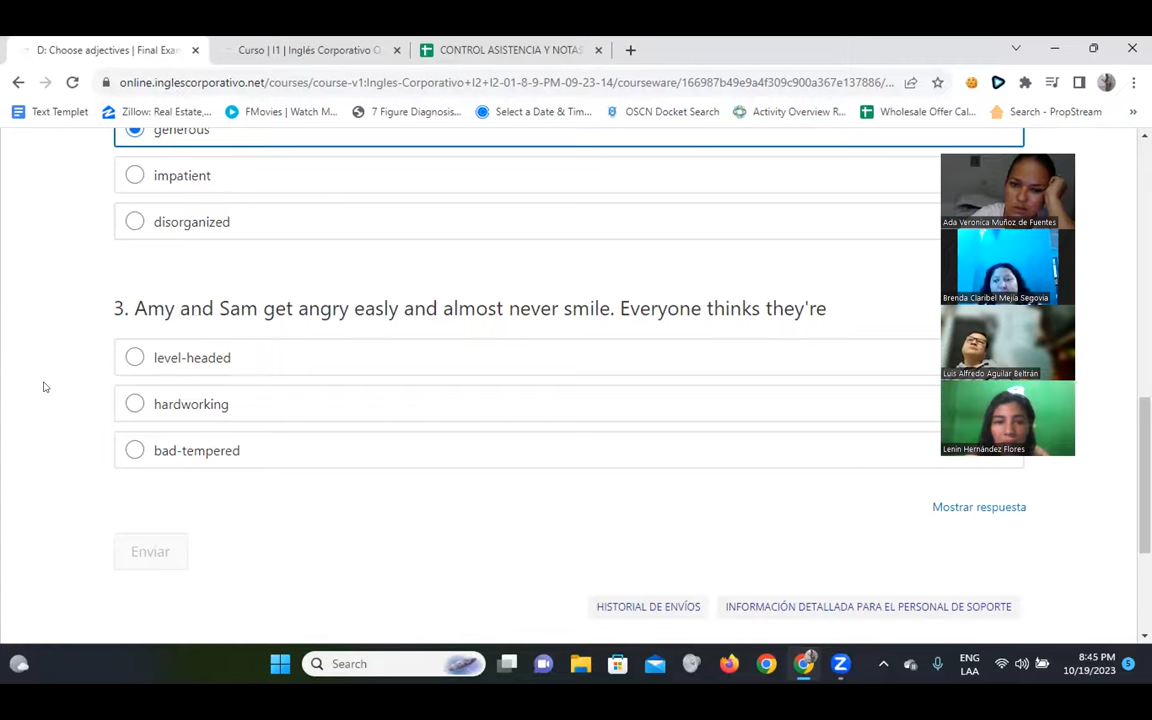 D: Choose adjectives | Final Exa
Curso | I1 | Inglés Corporativo O
CONTROL ASISTENCIA Y NOTAS
online.inglescorporativo.net/courses/course-v1:Ingles-Corporativo+I2+I2-01-8-9-PM-09-23-14/courseware/166987b49e9a4f309c900a367e137886/...
Text Templet
Zillow: Real Estate,...
FMovies | Watch M...
7 Figure Diagnosis...
Select a Date & Tim...
OSCN Docket Search
Activity Overview R...
Wholesale Offer Cal...
Search - PropStream
generous
impatient
disorganized
Ada Veronica Muñoz de Fuentes
Brenda Claribel Mejia Segovia
3. Amy and Sam get angry easly and almost never smile. Everyone thinks they're
level-headed
Luis Alfredo Aguilar Beltrán
hardworking
bad-tempered
Lenin Hernández Flores
Mostrar respuesta
Enviar
HISTORIAL DE ENVÍOS
INFORMACIÓN DETALLADA PARA EL PERSONAL DE SOPORTE
Search
ENG
LAA
8:45 PM
10/19/2023
5